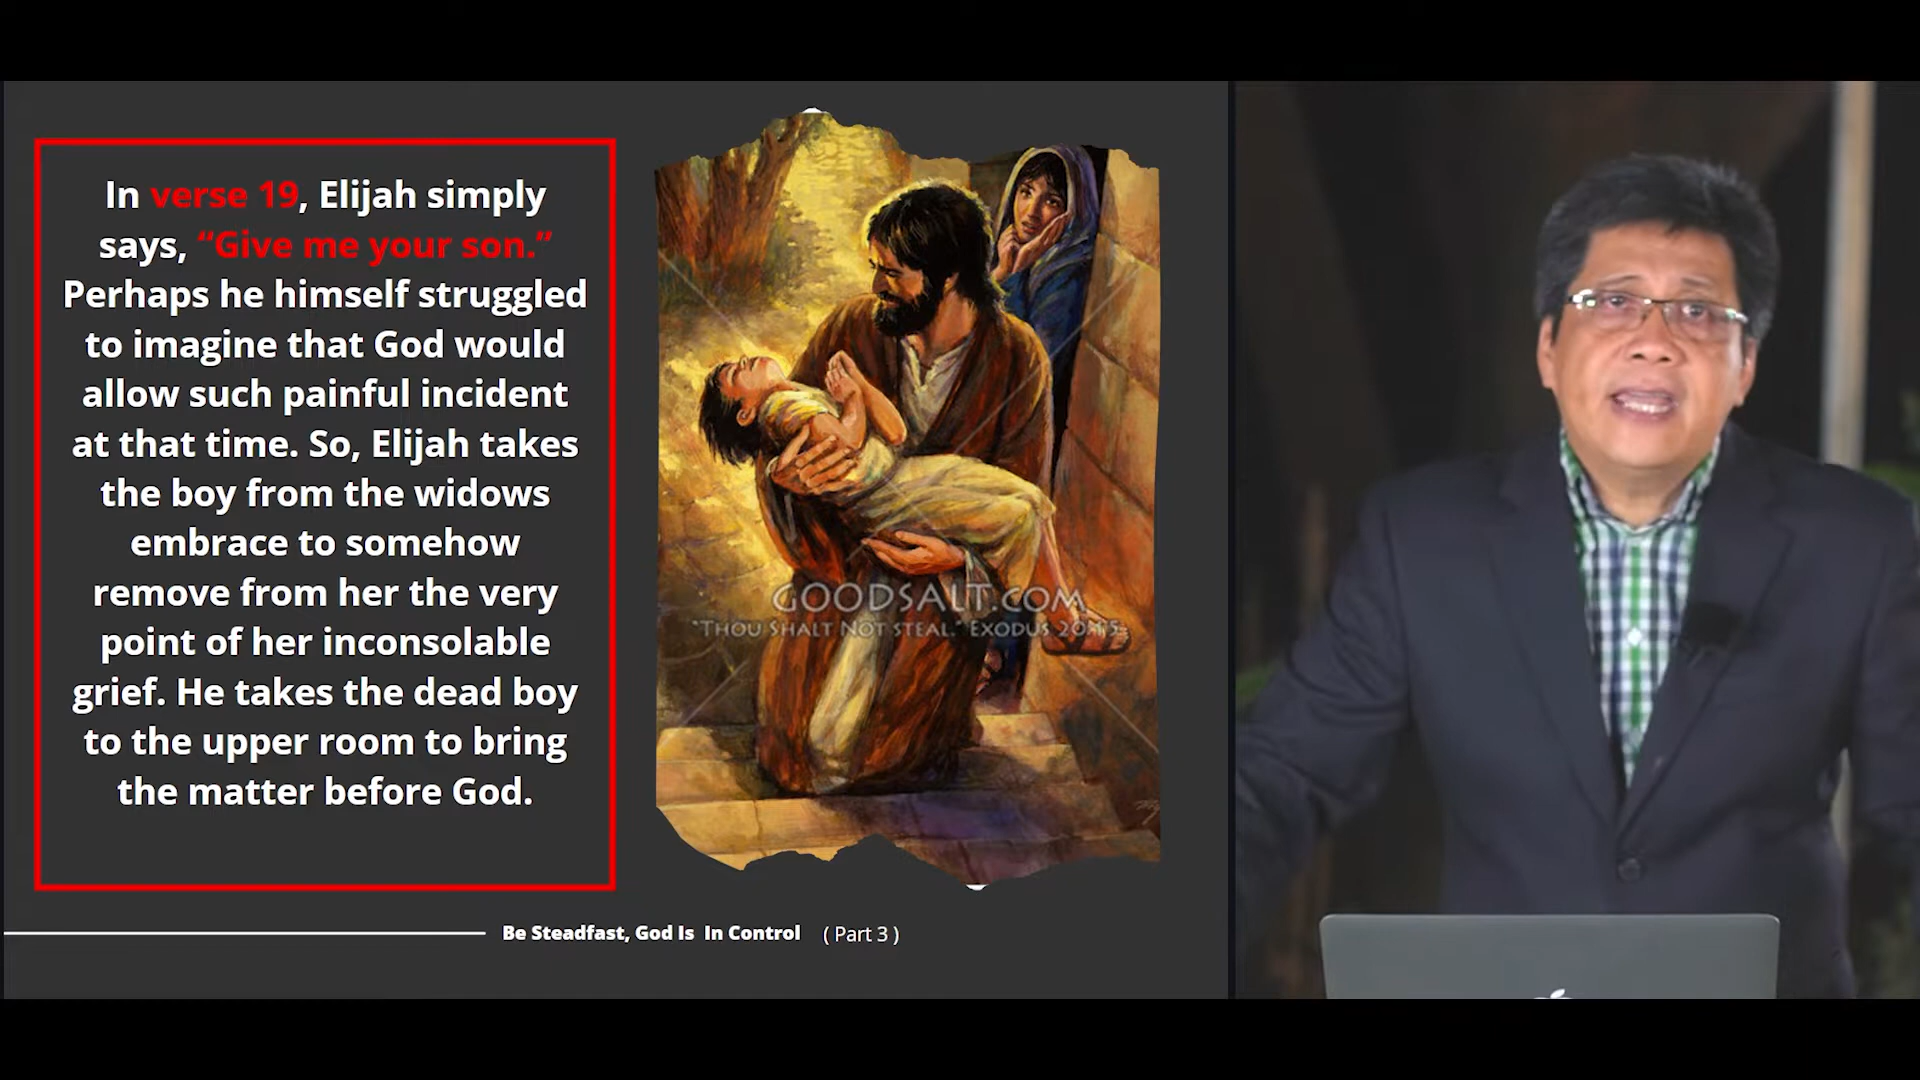 In verse 19, Elijah simply
says, “Give me your son.”
Perhaps he himself struggled
to imagine that God would
allow such painful incident
at that time. So, Elijah takes
the boy from the widows
embrace to somehow
remove from her the very
point of her inconsolable
grief. He takes the dead boy
to the upper room to bring
the matter before God.
GOODSALT.COM
"THOU SHALT NOT STEAL." EXODUS 20:15
Be Steadfast, God Is In Control ( Part 3 )